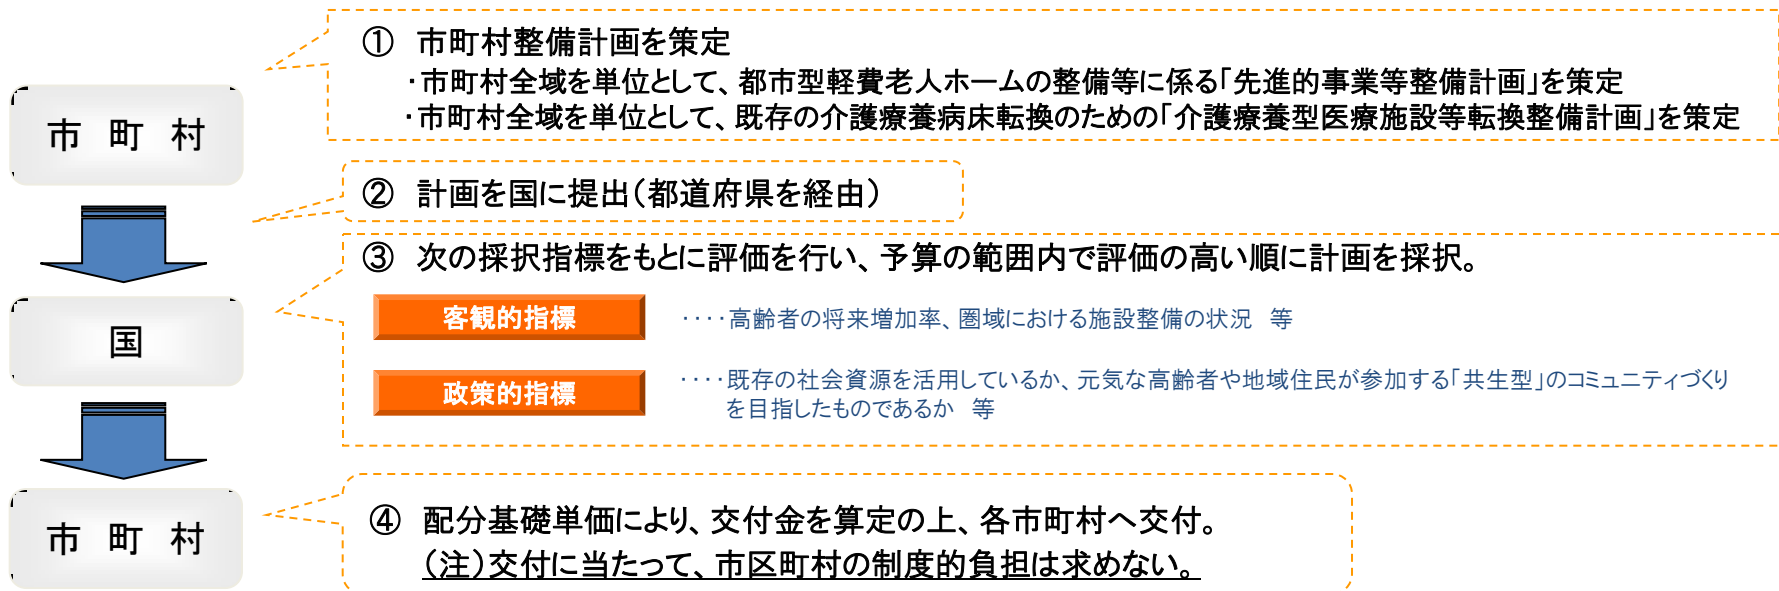 ① 市町村整備計画を策定
・市町村全域を単位として、都市型軽費老人ホームの整備等に係る「先進的事業等整備計画」を策定
・市町村全域を単位として、既存の介護療養病床転換のための「介護療養型医療施設等転換整備計画」を策定
市 町 村
② 計画を国に提出（都道府県を経由）
③ 次の採択指標をもとに評価を行い、予算の範囲内で評価の高い順に計画を採択。
国
客観的指標 ････高齢者の将来増加率、圏域における施設整備の状況 等
政策的指標 ････既存の社会資源を活用しているか、元気な高齢者や地域住民が参加する「共生型」のコミュニティづくり
を目指したものであるか 等
市 町 村
④ 配分基礎単価により、交付金を算定の上、各市町村へ交付。
（注）交付に当たって、市区町村の制度的負担は求めない。